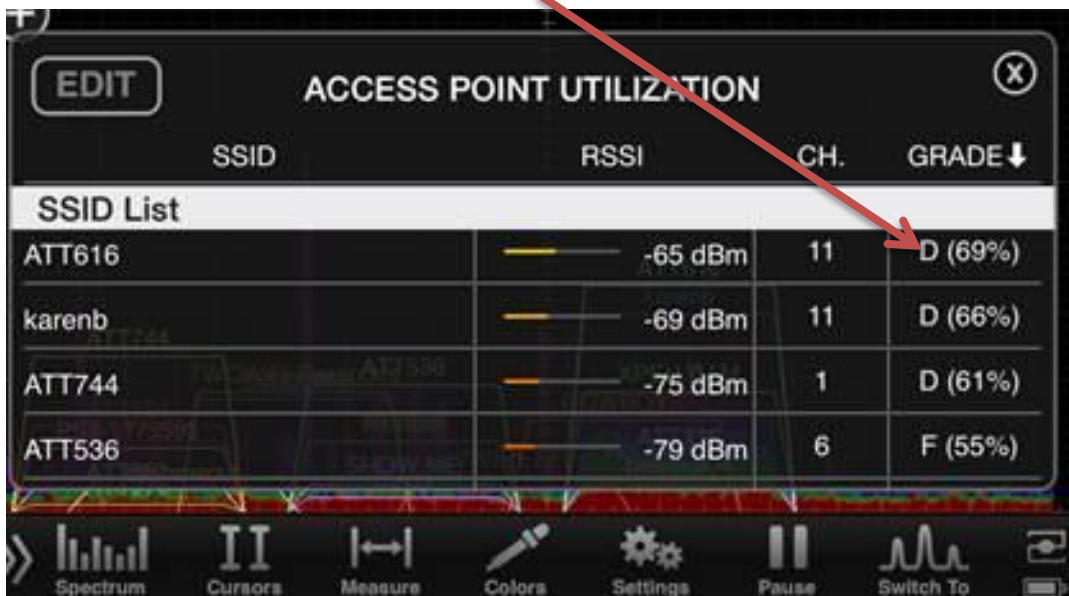 EDIT ACCESS POINT UTILIZATION X
SSID RSSI CH. GRADE
SSID List
ATT616 -65 dBm 11 D (69%)
karenb -69 dBm 11 D (66%)
ATT744 -75 dBm 1 D (61%)
ATT536 -79 dBm 6 F (55%)
Spectrum Cursors Measure Colors Settings Pause Switch To